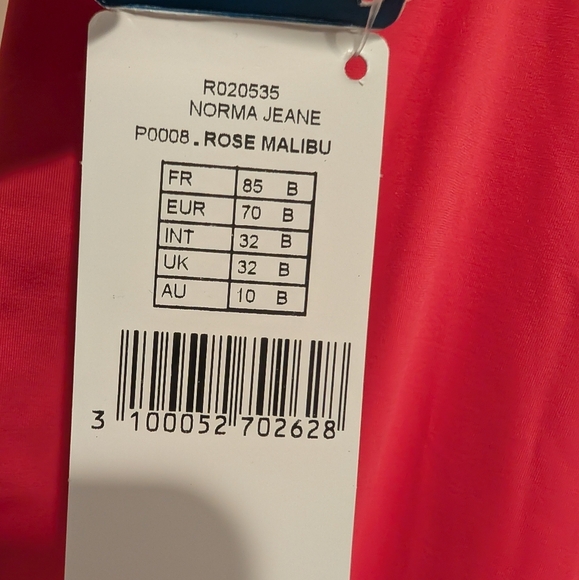 R020535
NORMA JEANE
P0008. ROSE MALIBU
FR 85 B
EUR 70 B
INT 32 B
UK 32 B
AU 10 B
3 100052 702628